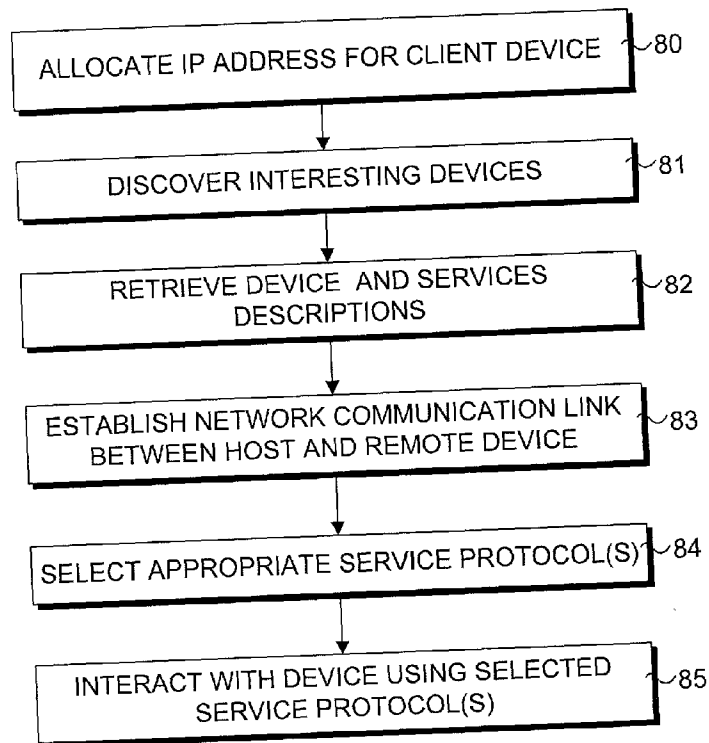 ALLOCATE IP ADDRESS FOR CLIENT DEVICE 80
DISCOVER INTERESTING DEVICES 81
RETRIEVE DEVICE AND SERVICES
DESCRIPTIONS 82
ESTABLISH NETWORK COMMUNICATION LINK
BETWEEN HOST AND REMOTE DEVICE 83
SELECT APPROPRIATE SERVICE PROTOCOL(S) 84
INTERACT WITH DEVICE USING SELECTED
SERVICE PROTOCOL(S) 85